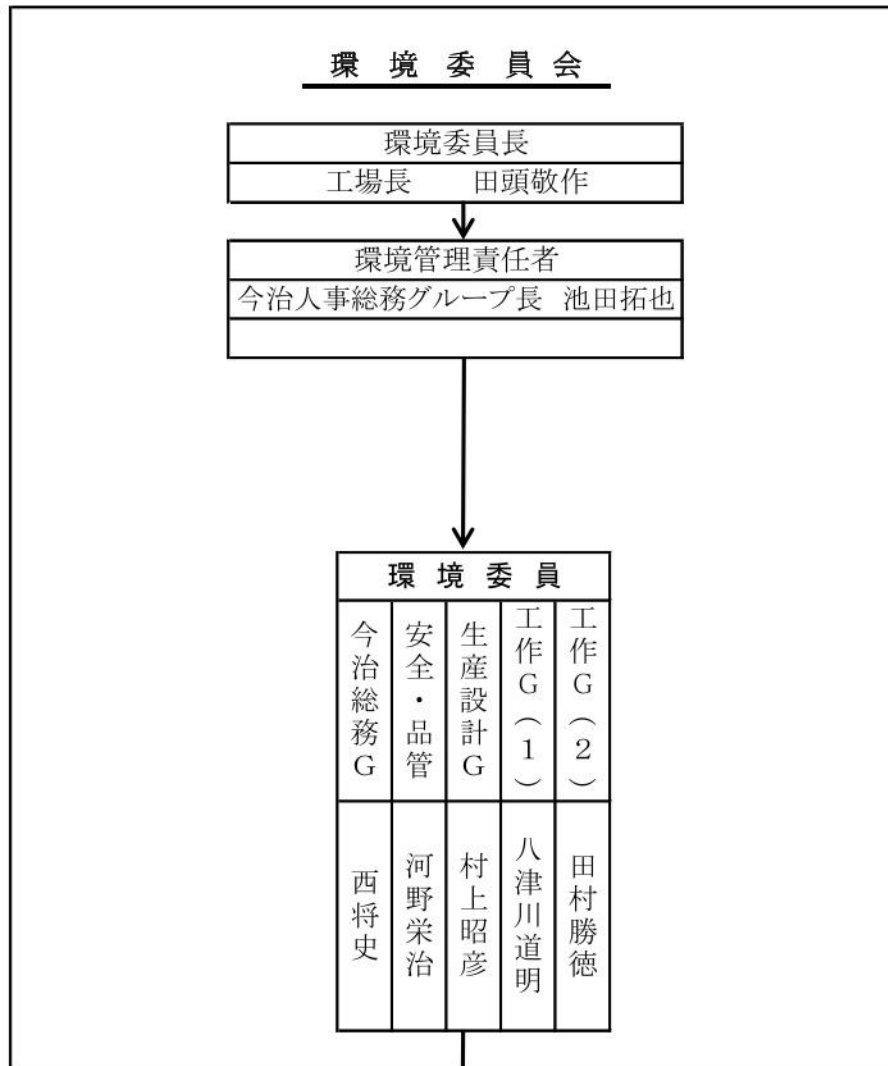 環境委員会
環境委員長
工場長 田頭敬作
環境管理責任者
今治人事総務グループ長 池田拓也
環境委員
今治総務G
安全・品管
生産設計G
工作G(1)
工作G(2)
西将史
河野栄治
村上昭彦
八津川道明
田村勝徳